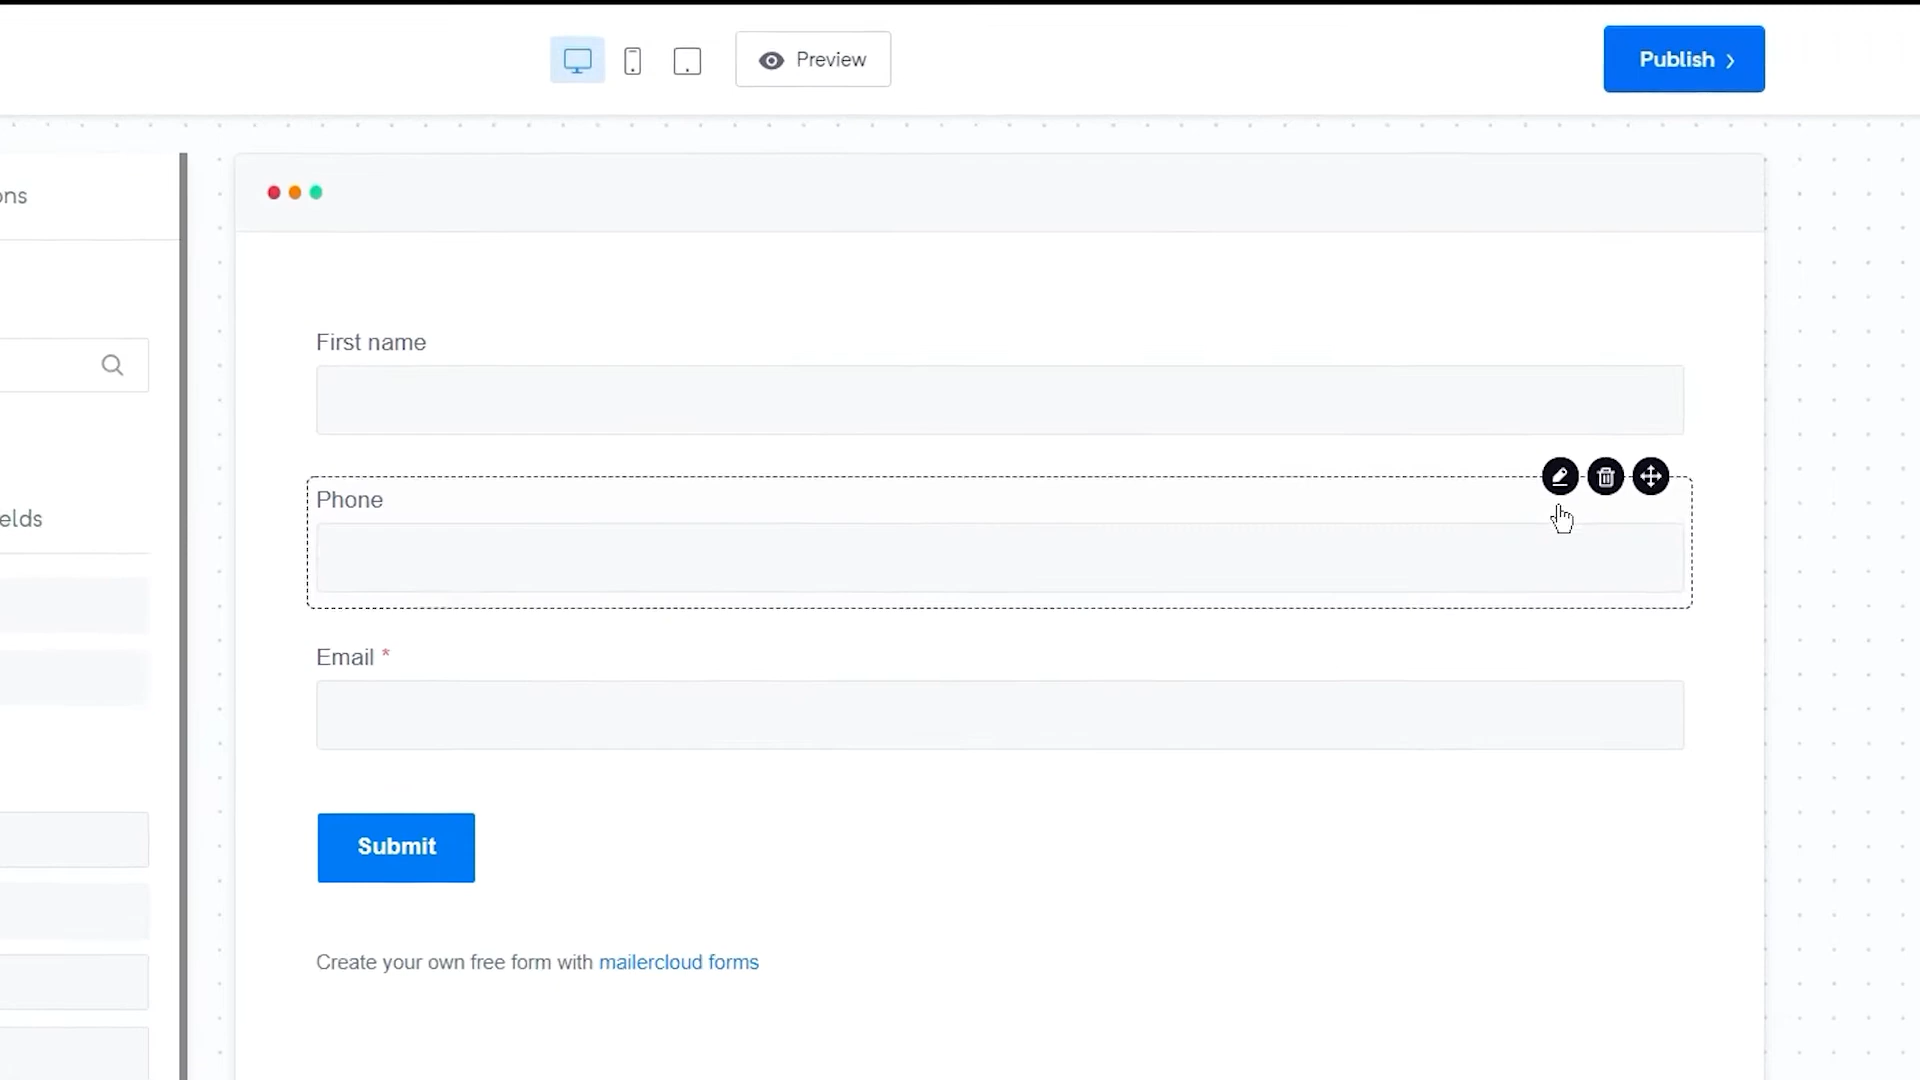 Preview
Publish
ons
First name
Phone
elds
Email *
Submit
Create your own free form with mailercloud forms